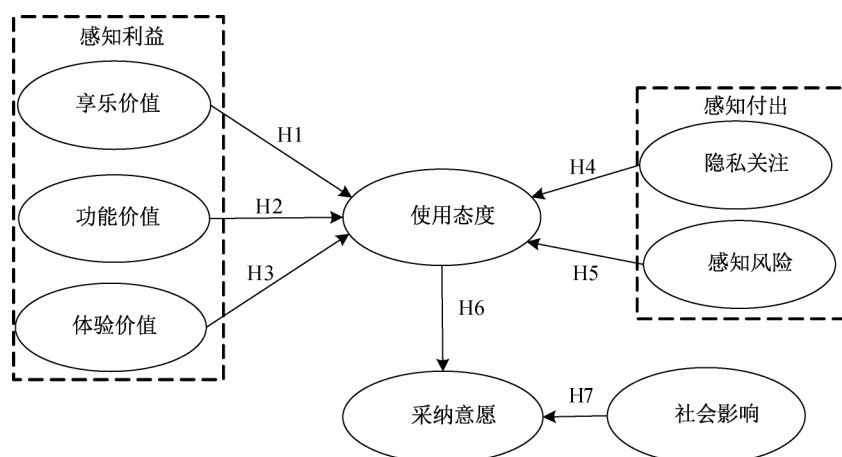 感知利益
享乐价值
功能价值
体验价值
H1
H2
H3
使用态度
H4
H5
感知付出
隐私关注
感知风险
H6
采纳意愿
H7
社会影响